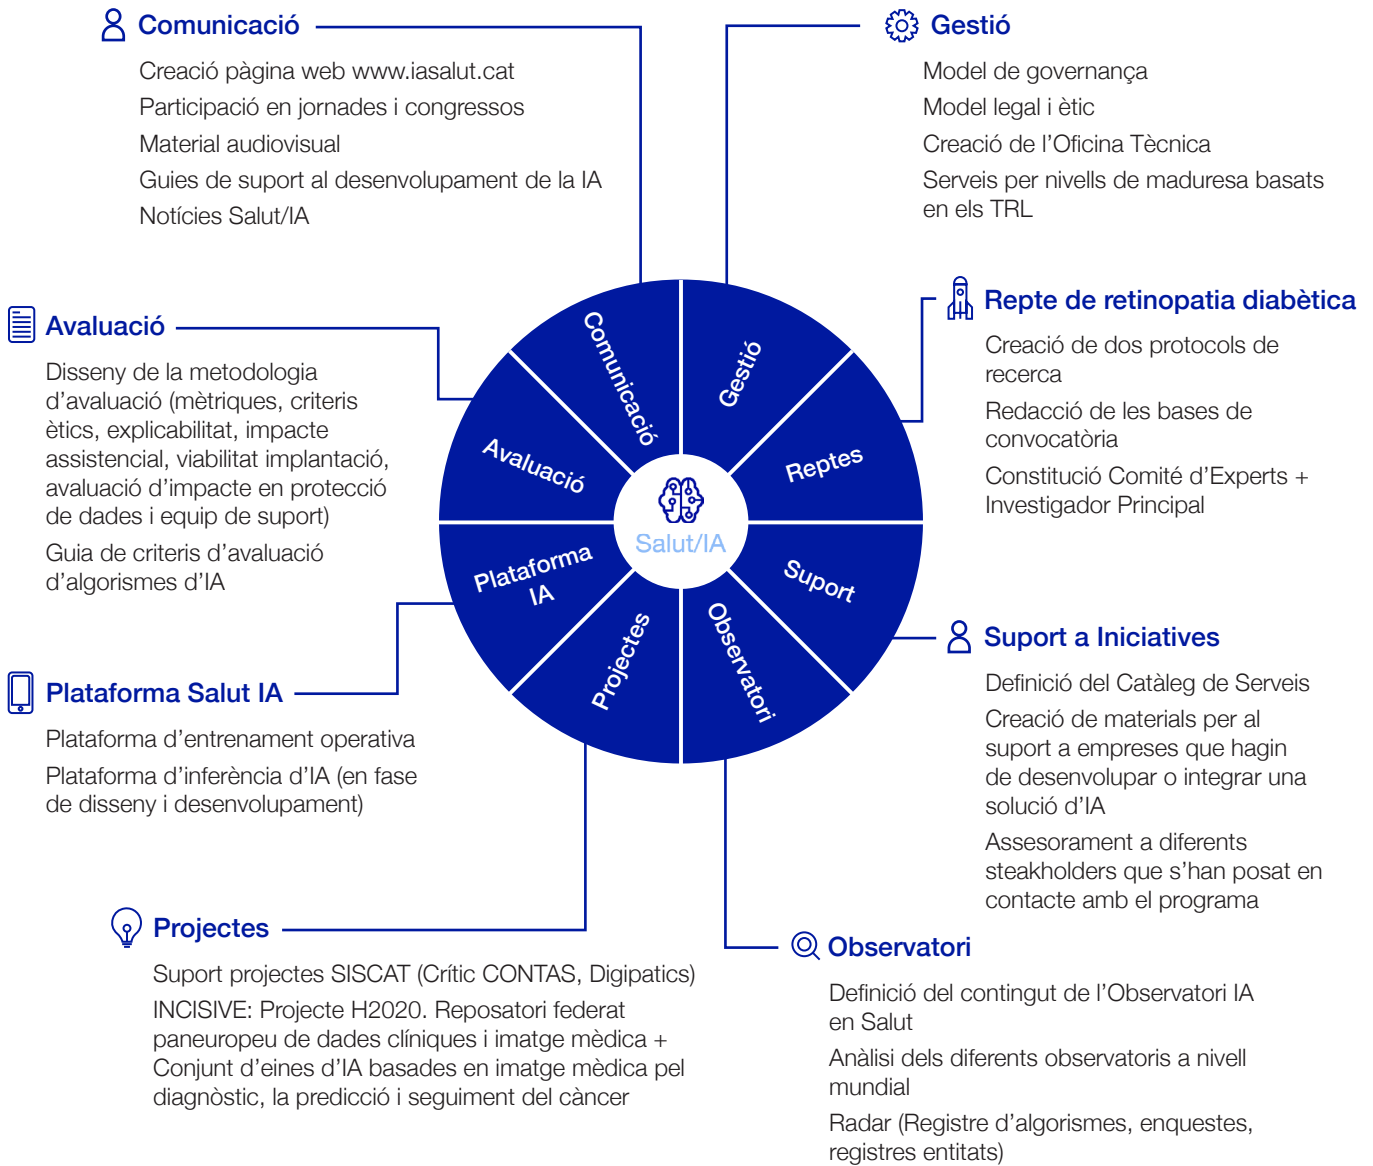 Comunicació
Creació pàgina web www.iasalut.cat
Participació en jornades i congressos
Material audiovisual
Guies de suport al desenvolupament de la IA
Notícies Salut/IA
Gestió
Model de governança
Model legal i ètic
Creació de l’Oficina Tècnica
Serveis per nivells de maduresa basats
en els TRL
Avaluació
Disseny de la metodologia
d’avaluació (mètriques, criteris
ètics, explicabilitat, impacte
assistencial, viabilitat implantació,
avaluació d’impacte en protecció
de dades i equip de suport)
Guia de criteris d’avaluació
d’algorismes d’IA
Repte de retinopatia diabètica
Creació de dos protocols de
recerca
Redacció de les bases de
convocatòria
Constitució Comité d’Experts +
Investigador Principal
Comunicació
Gestió
Avaluació
Reptes
Salut/IA
Plataforma
IA
Suport
Projectes
Observatori
Plataforma Salut IA
Plataforma d’entrenament operativa
Plataforma d’inferència d’IA (en fase
de disseny i desenvolupament)
Suport a Iniciatives
Definició del Catàleg de Serveis
Creació de materials per al
suport a empreses que hagin
de desenvolupar o integrar una
solució d’IA
Assesorament a diferents
steakholders que s’han posat en
contacte amb el programa
Projectes
Suport projectes SISCAT (Crític CONTAS, Digipatics)
INCISIVE: Projecte H2020. Reposatori federat
paneuropeu de dades clíniques i imatge mèdica +
Conjunt d’eines d’IA basades en imatge mèdica pel
diagnòstic, la predicció i seguiment del càncer
Observatori
Definició del contingut de l’Observatori IA
en Salut
Anàlisi dels diferents observatoris a nivell
mundial
Radar (Registre d’algorismes, enquestes,
registres entitats)